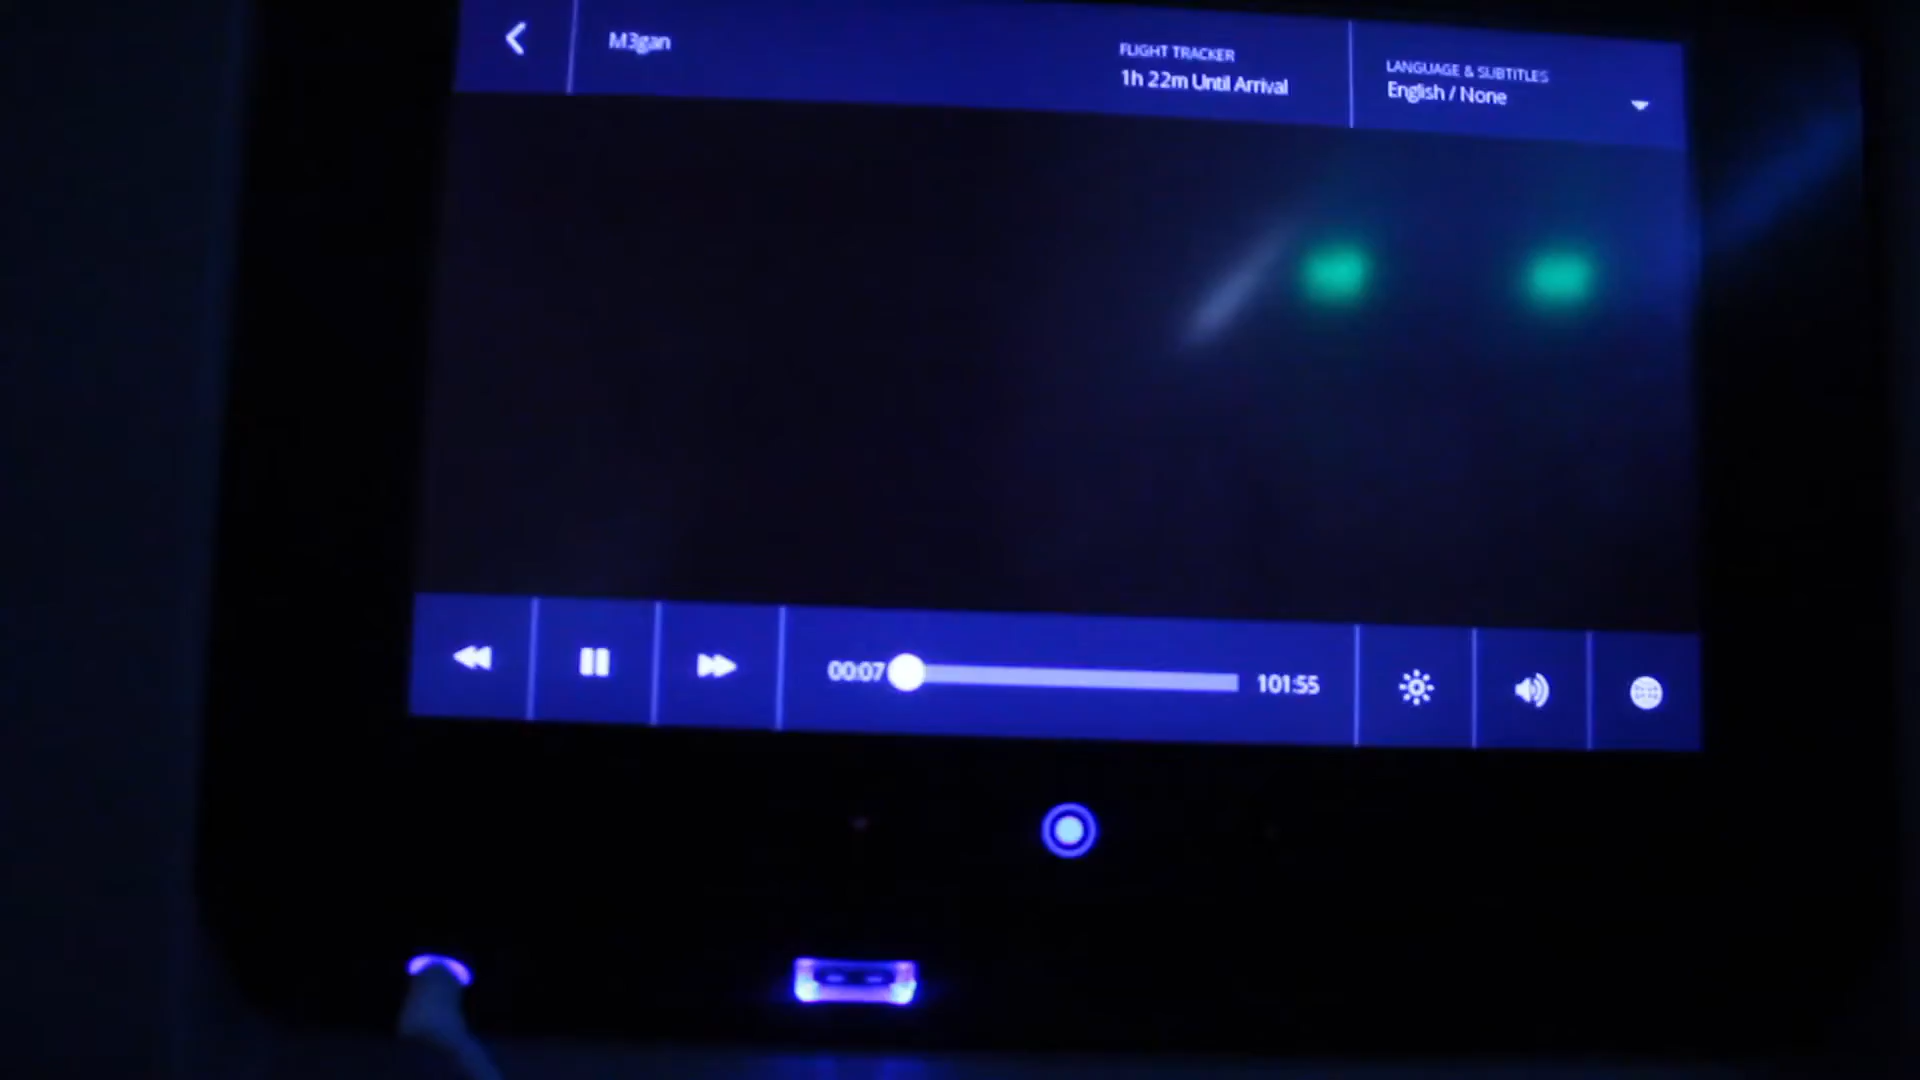 M3gan
FLIGHT TRACKER
1h 22m Until Arrival
LANGUAGE & SUBTITLES
English / None
00:07
101:55